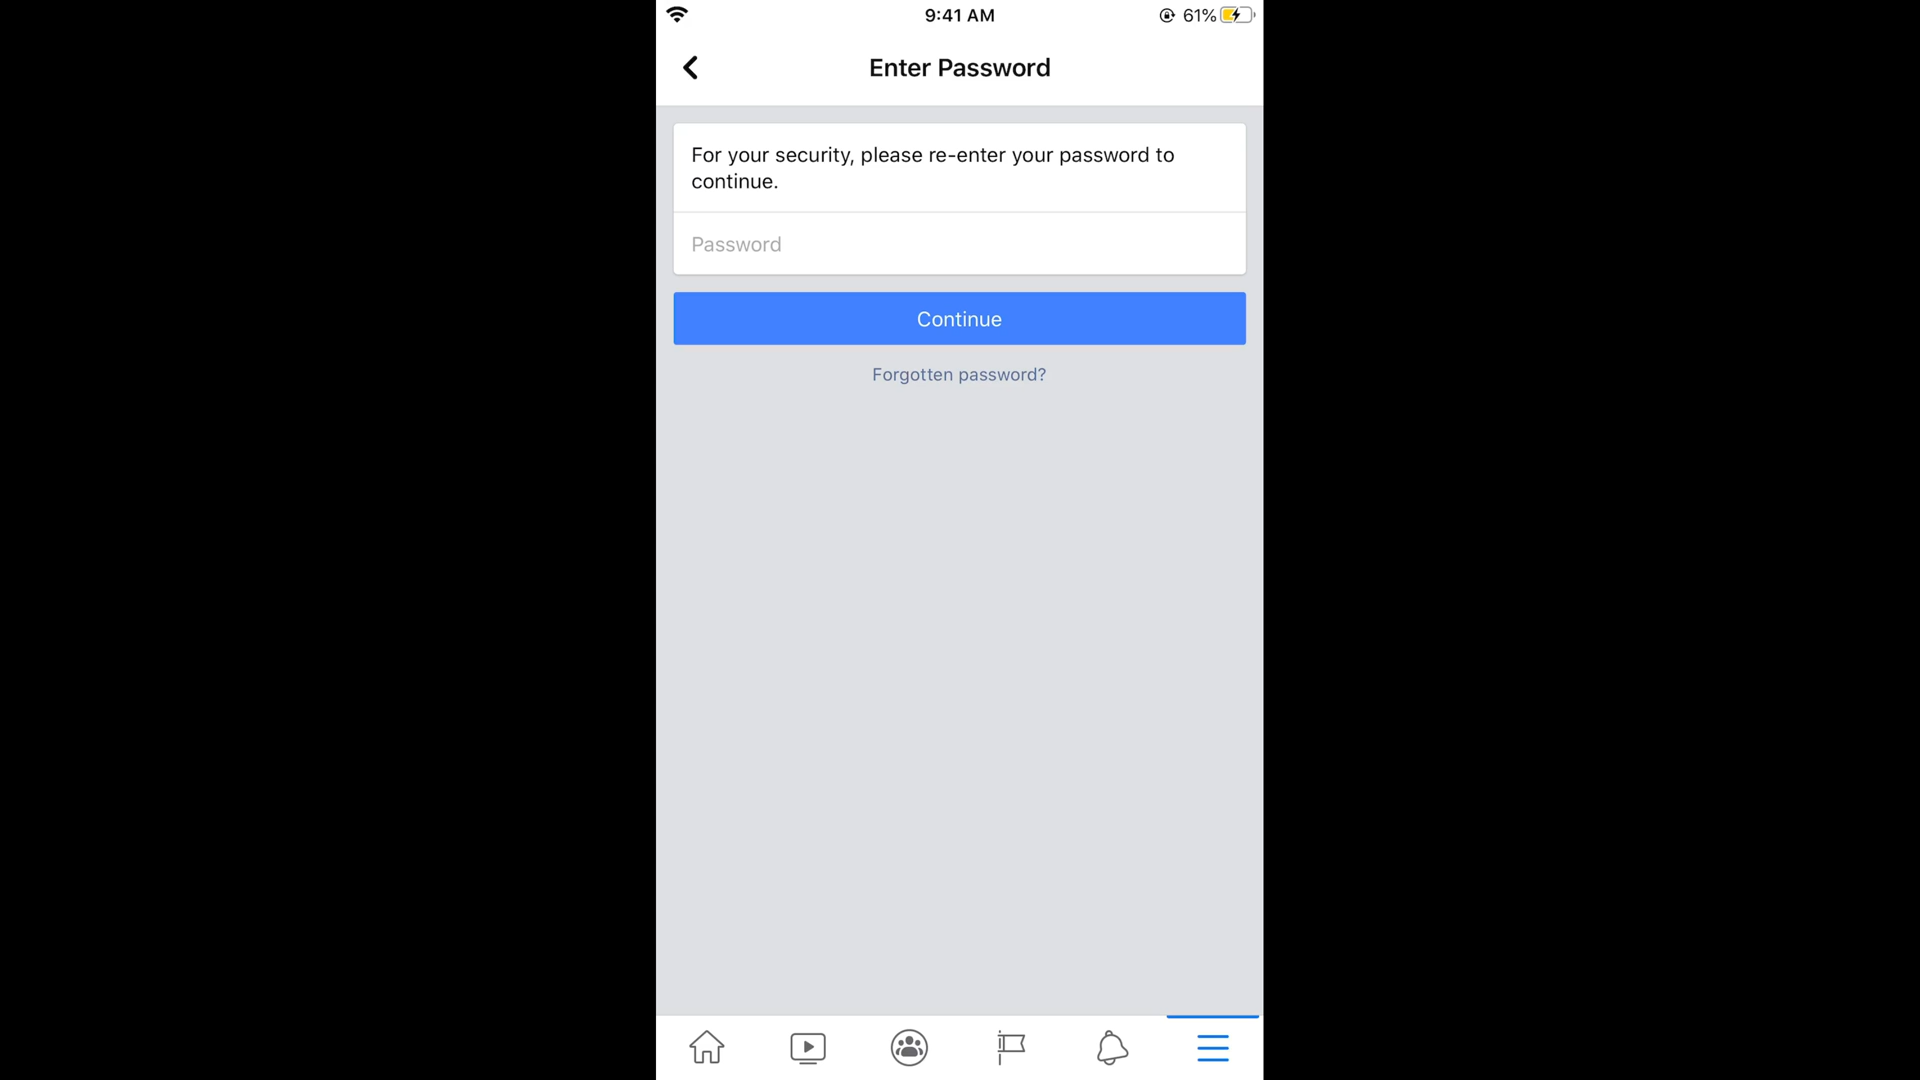 9:41 AM
61%
Enter Password
For your security, please re-enter your password to
continue.
Password
Continue
Forgotten password?